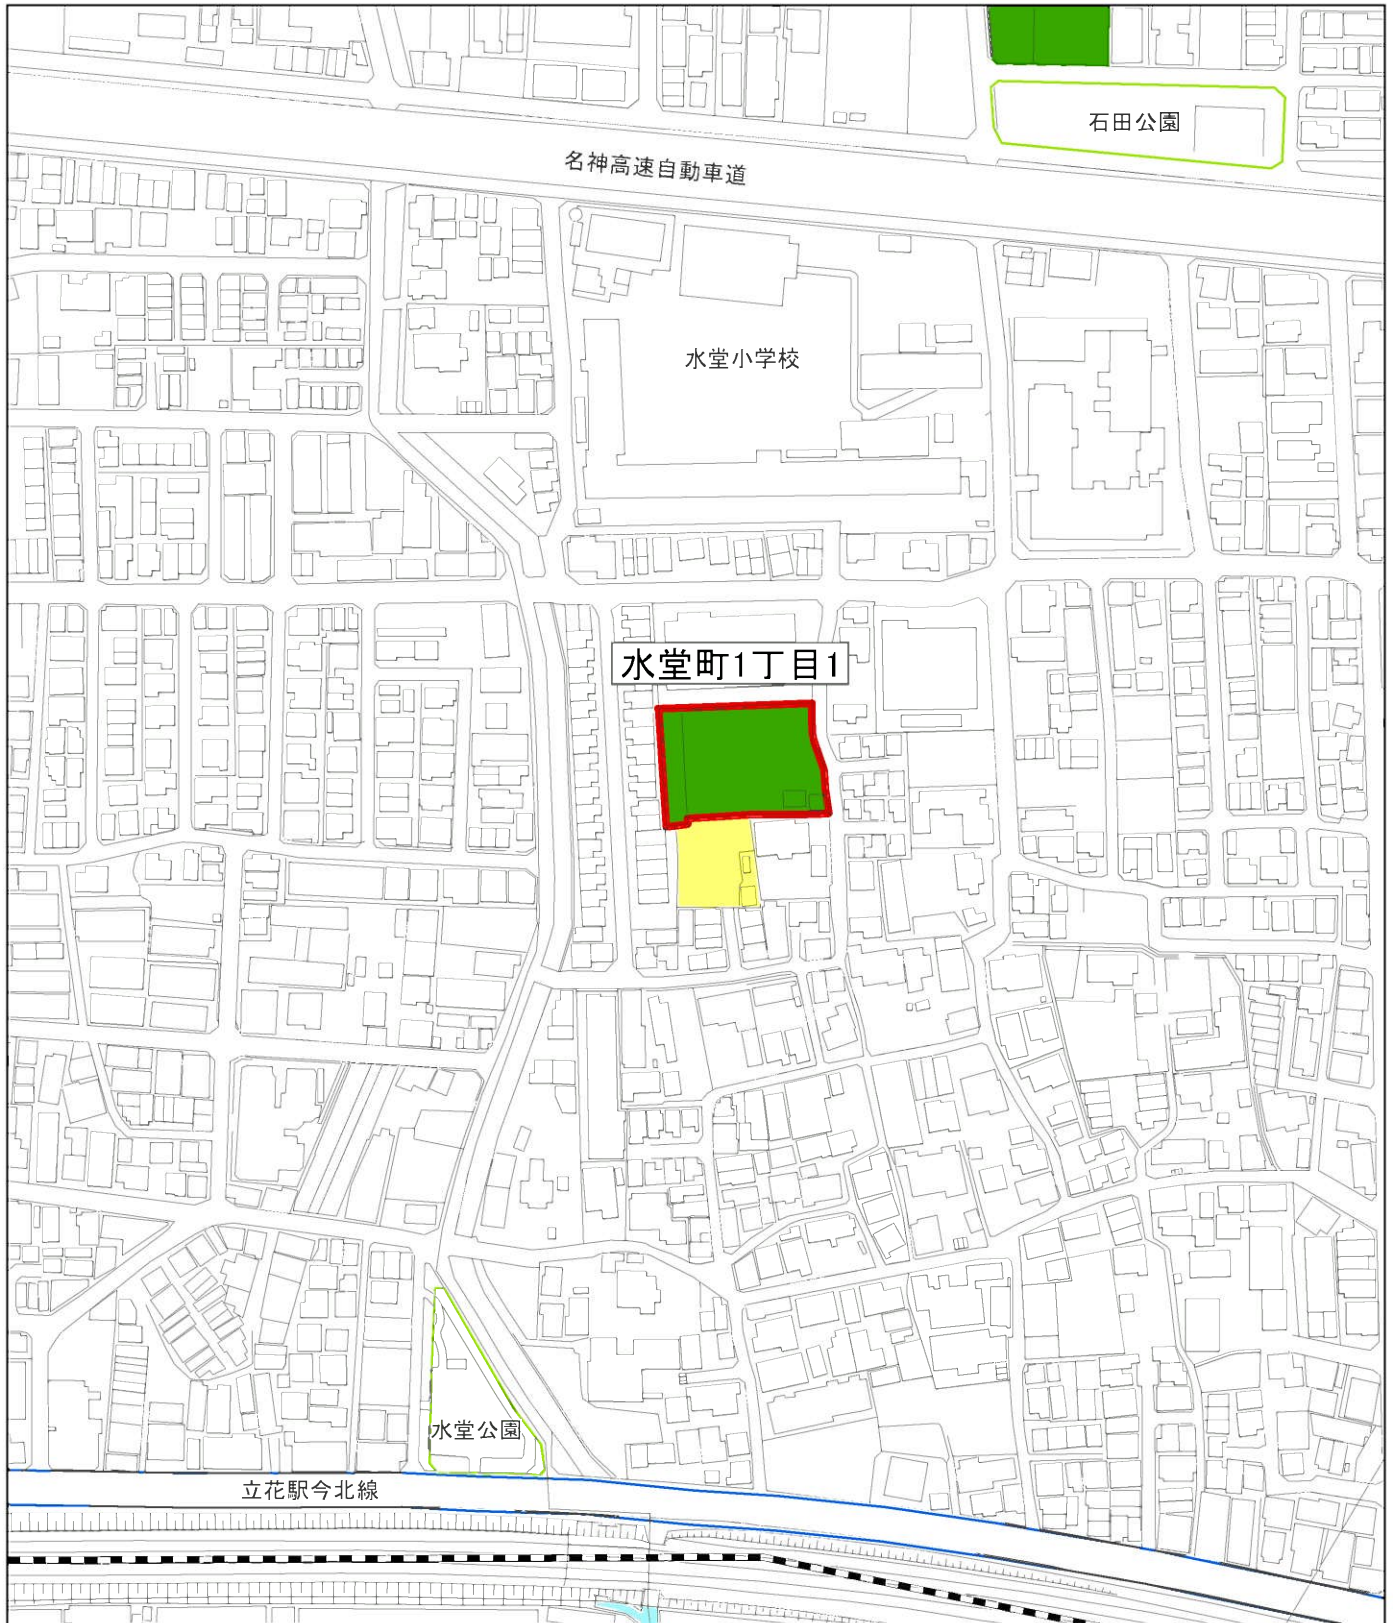 石田公園
名神高速自動車道
水堂小学校
水堂町1丁目1
水堂公園
立花駅今北線